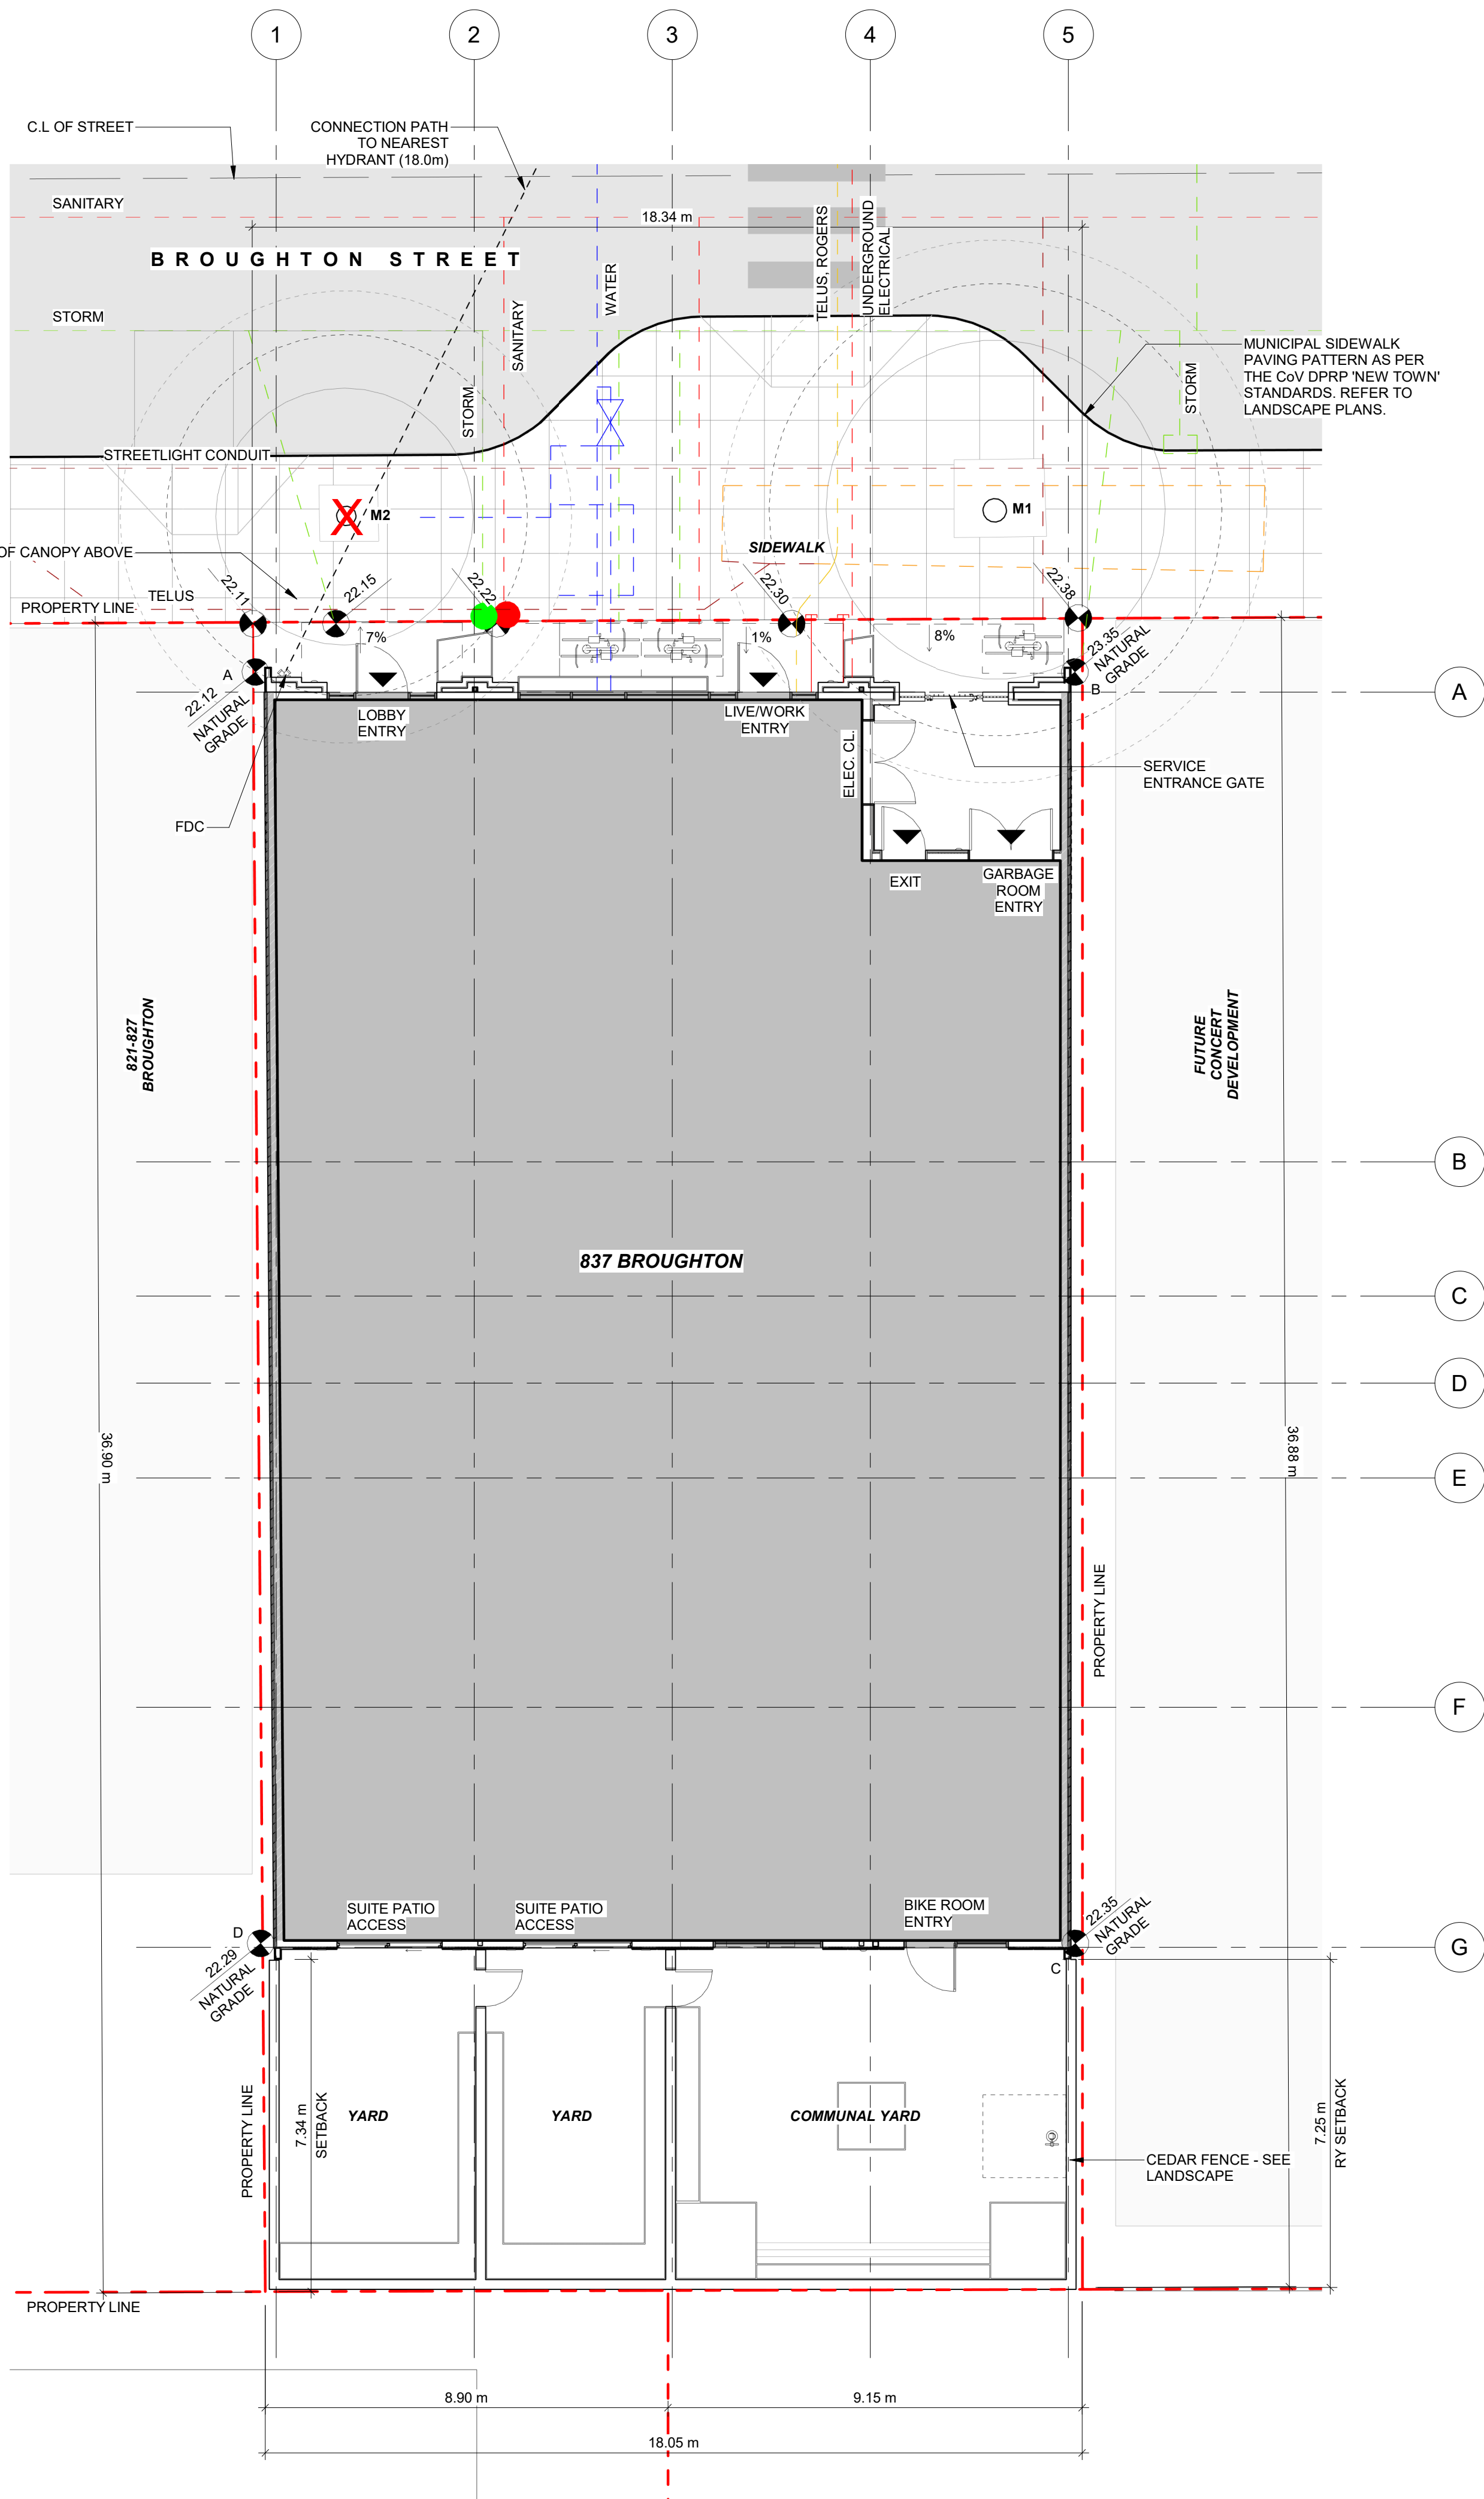 1
2
3
4
5
C.L OF STREET
CONNECTION PATH
TO NEAREST
HYDRANT (18.0m)
SANITARY
18.34 m
TELUS, ROGERS
UNDERGROUND
ELECTRICAL
BROUGHTON STREET
WATER
STORM
SANITARY
STORM
STORM
MUNICIPAL SIDEWALK
PAVING PATTERN AS PER
THE CoV DPRP 'NEW TOWN'
STANDARDS. REFER TO
LANDSCAPE PLANS.
STREETLIGHT CONDUIT
X
M2
M1
OF CANOPY ABOVE
SIDEWALK
22.11
22.15
22.22
22.30
22.38
TELUS
PROPERTY LINE
7%
1%
8%
23.35
NATURAL
GRADE
A
B
A
22.12
NATURAL
GRADE
LOBBY
ENTRY
LIVE/WORK
ENTRY
ELEC. CL.
SERVICE
ENTRANCE GATE
FDC
EXIT
GARBAGE
ROOM
ENTRY
821-827
BROUGHTON
FUTURE
CONCERT
DEVELOPMENT
B
837 BROUGHTON
C
D
36.90 m
36.88 m
E
PROPERTY LINE
F
SUITE PATIO
ACCESS
SUITE PATIO
ACCESS
BIKE ROOM
ENTRY
22.35
NATURAL
GRADE
D
G
22.29
NATURAL
GRADE
C
PROPERTY LINE
7.34 m
SETBACK
YARD
YARD
COMMUNAL YARD
7.25 m
RY SETBACK
CEDAR FENCE - SEE
LANDSCAPE
PROPERTY LINE
8.90 m
9.15 m
18.05 m